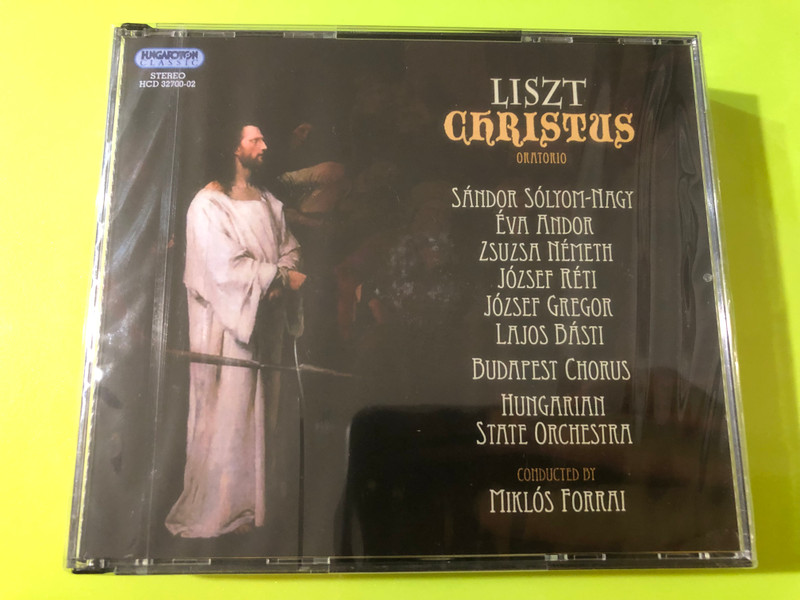 HUNGAROTON
CLASSIC
STEREO
HCD 32700-02
LISZT
CHRISTUS
ORATORIO
SÁNDOR SÓLYOM-NAGY
ÉVA ANDOR
ZSUZSA NÉMETH
JÓZSEF RÉTI
JÓZSEF GREGOR
LAJOS BÁSTI
BUDAPEST CHORUS
HUNGARIAN
STATE ORCHESTRA
CONDUCTED BY
MIKLÓS FORRAI